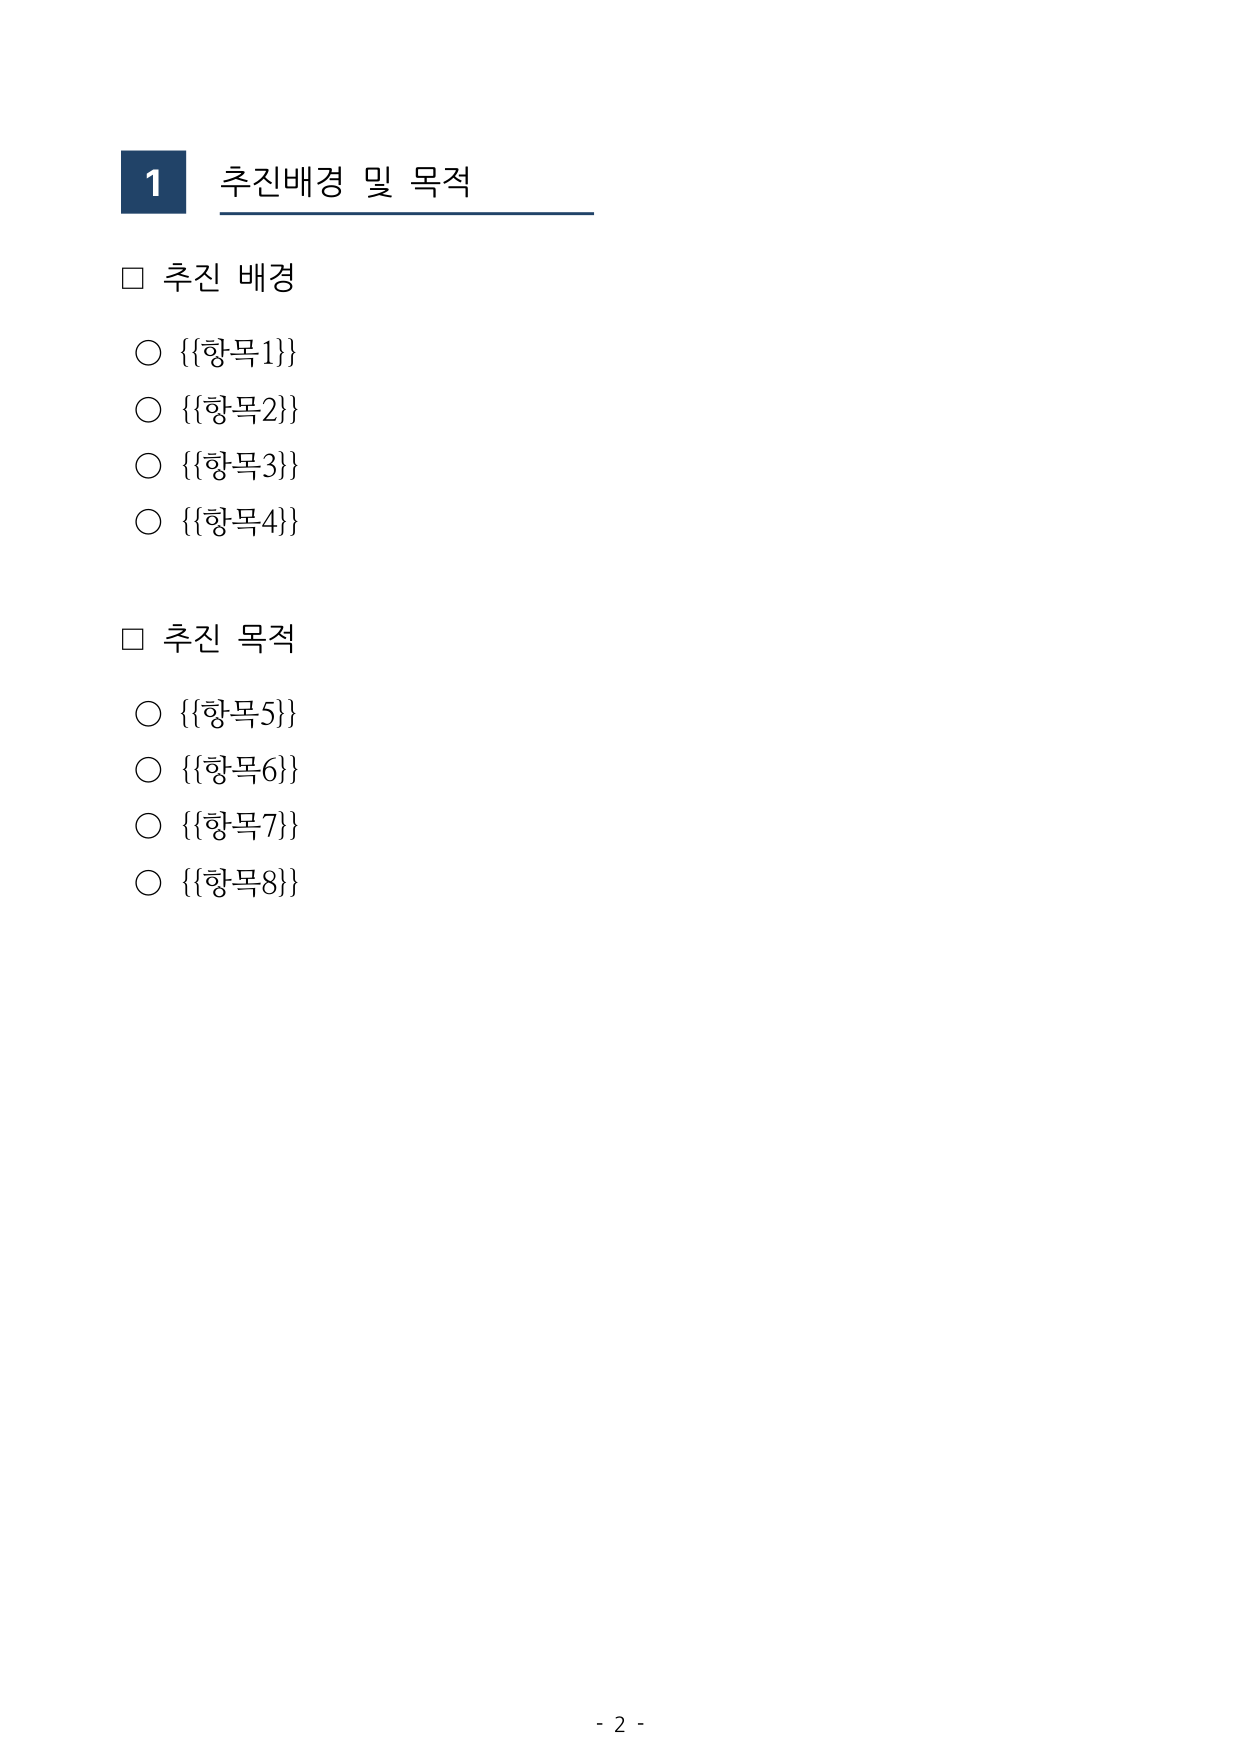 1 추진배경 및 목적
□ 추진 배경
○ {{항목1}}
○ {{항목2}}
○ {{항목3}}
○ {{항목4}}
□ 추진 목적
○ {{항목5}}
○ {{항목6}}
○ {{항목7}}
○ {{항목8}}
- 2 -